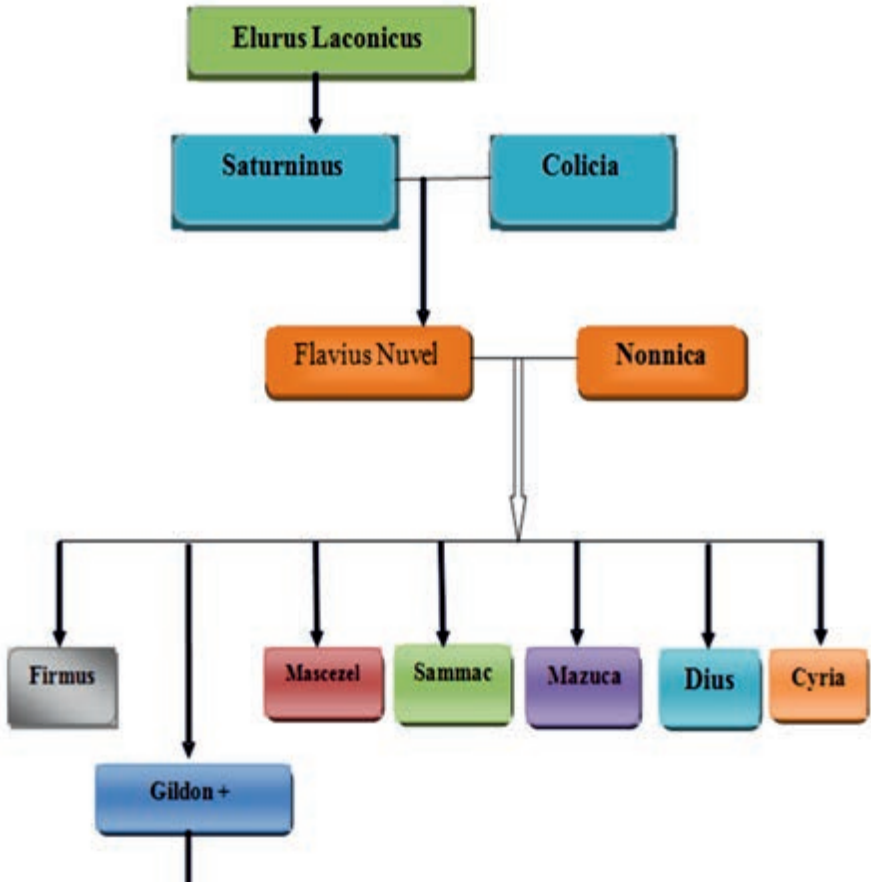 Elurus Laconicus
Saturninus
Colicia
Flavius Nuvel
Nonnica
Firmus
Mascezel
Sammac
Mazuca
Dius
Cyria
Gildon +